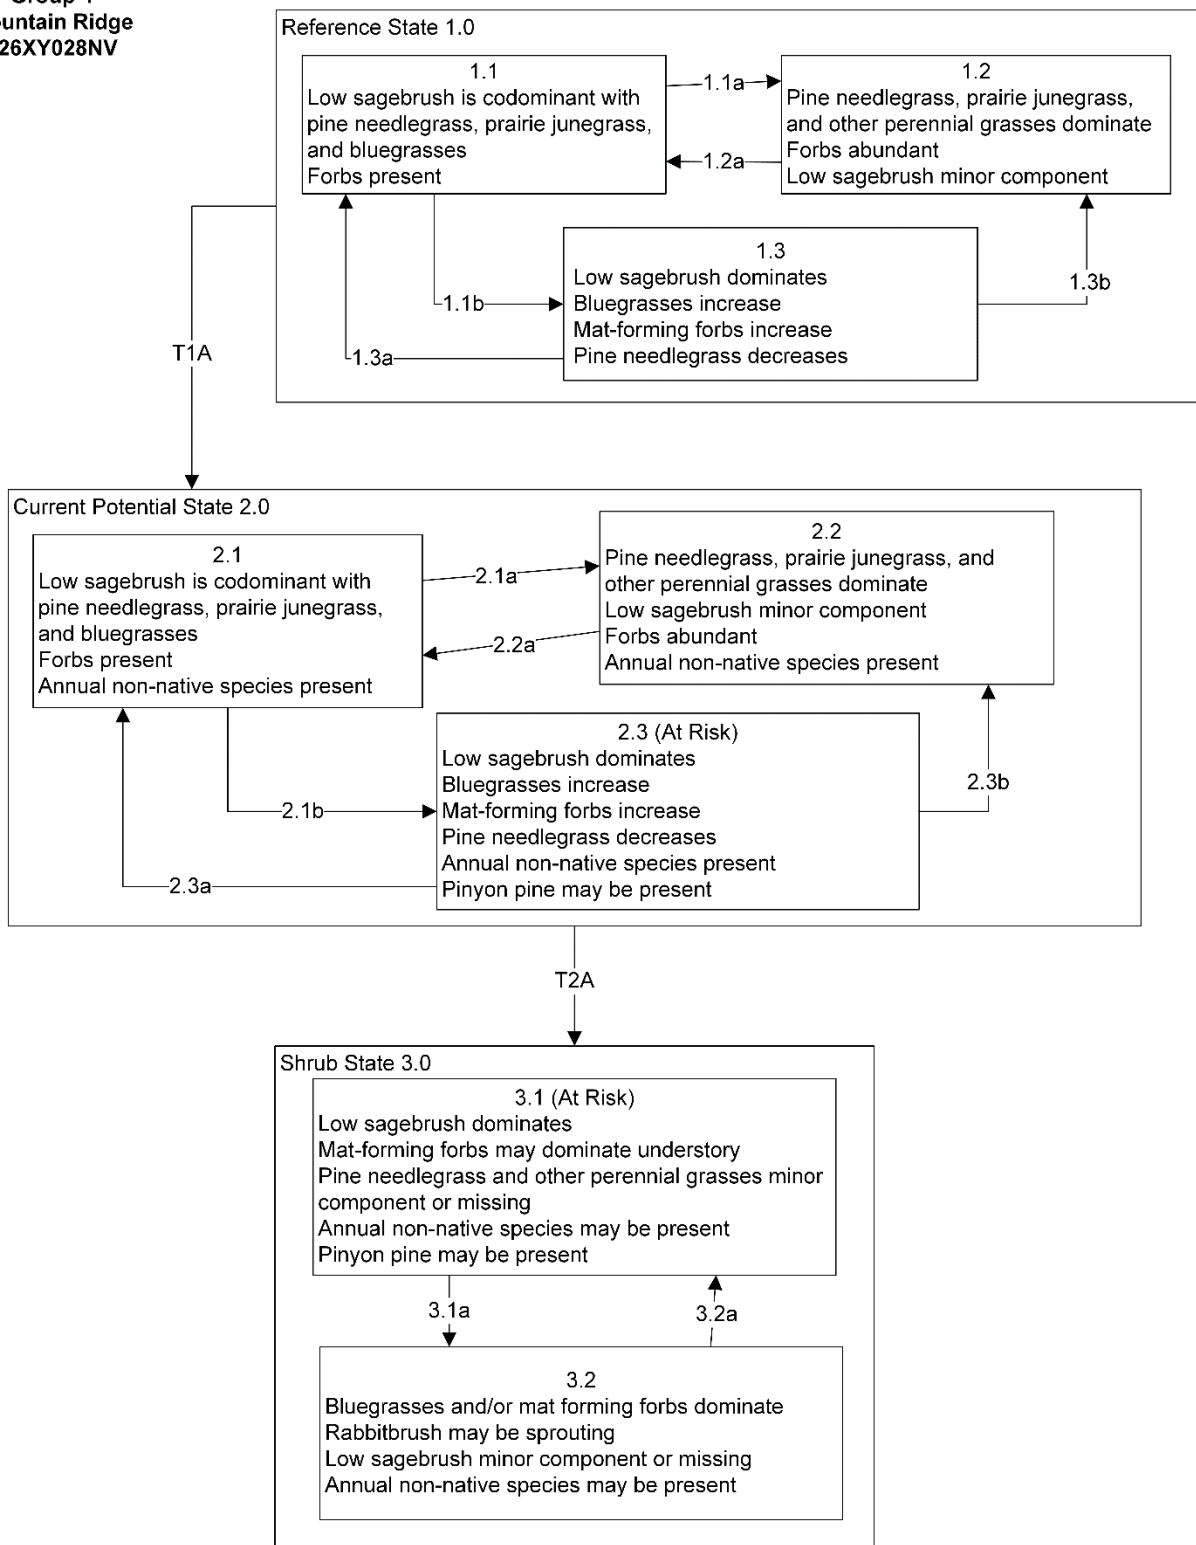 26XY028NV
Reference State 1.0
1.1
Low sagebrush is codominant with
pine needlegrass, prairie junegrass,
and bluegrasses
Forbs present
1.1a
1.2a
1.2
Pine needlegrass, prairie junegrass,
and other perennial grasses dominate
Forbs abundant
Low sagebrush minor component
1.3
Low sagebrush dominates
Bluegrasses increase
Mat-forming forbs increase
Pine needlegrass decreases
1.1b
1.3a
1.3b
T1A
Current Potential State 2.0
2.1
Low sagebrush is codominant with
pine needlegrass, prairie junegrass,
and bluegrasses
Forbs present
Annual non-native species present
2.1a
2.2a
2.2
Pine needlegrass, prairie junegrass, and
other perennial grasses dominate
Low sagebrush minor component
Forbs abundant
Annual non-native species present
2.3 (At Risk)
Low sagebrush dominates
Bluegrasses increase
Mat-forming forbs increase
Pine needlegrass decreases
Annual non-native species present
Pinyon pine may be present
2.1b
2.3a
2.3b
T2A
Shrub State 3.0
3.1 (At Risk)
Low sagebrush dominates
Mat-forming forbs may dominate understory
Pine needlegrass and other perennial grasses minor
component or missing
Annual non-native species may be present
Pinyon pine may be present
3.1a
3.2a
3.2
Bluegrasses and/or mat forming forbs dominate
Rabbitbrush may be sprouting
Low sagebrush minor component or missing
Annual non-native species may be present